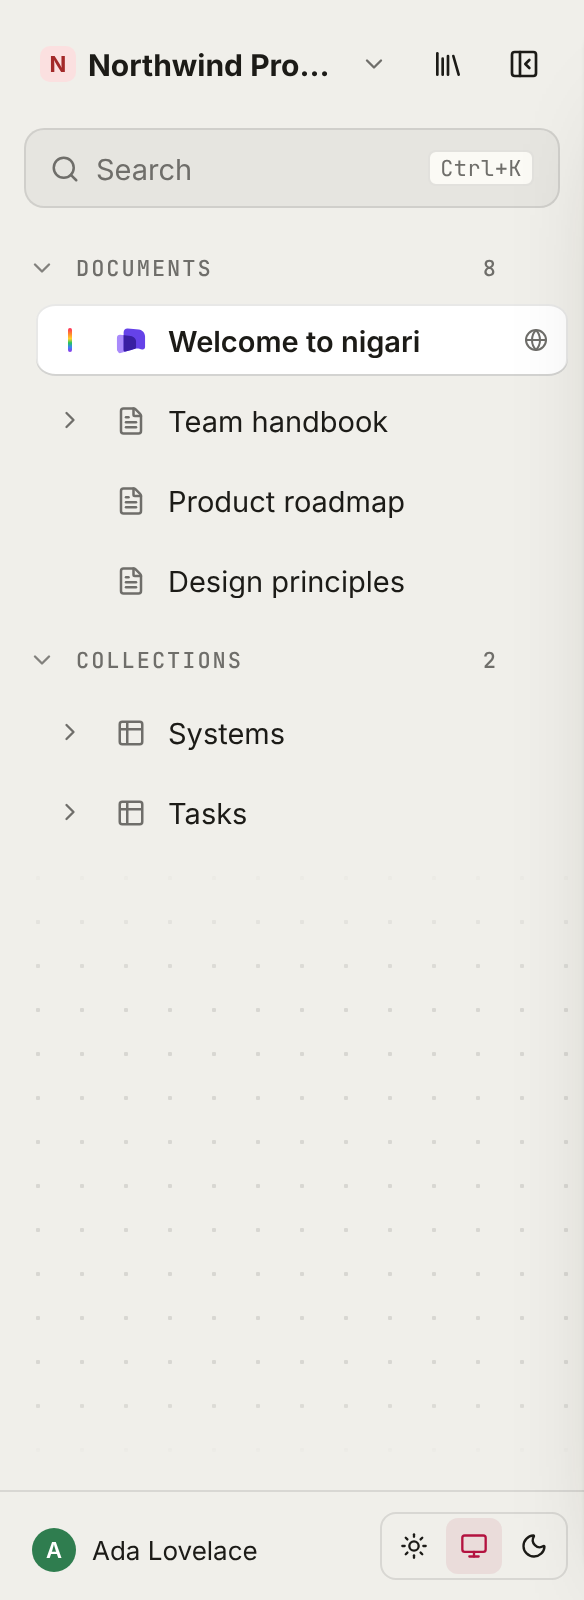 N Northwind Pro...
Search Ctrl+K
DOCUMENTS 8
Welcome to nigari
Team handbook
Product roadmap
Design principles
COLLECTIONS 2
Systems
Tasks
A Ada Lovelace